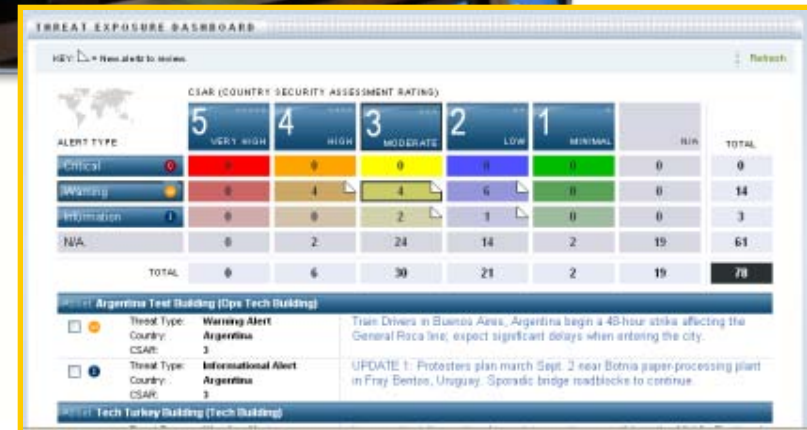 THREAT EXPOSURE DASHBOARD
KEY: = New alerts to review
Refresh
CSAR (COUNTRY SECURITY ASSESSMENT RATING)
ALERT TYPE 5 VERY HIGH 4 HIGH 3 MODERATE 2 LOW 1 MINIMAL N/A TOTAL
Critical 0 0 0 0 0 0 0
Warning 0 4 4 6 0 0 14
Information 0 0 2 1 0 0 3
N/A 0 2 24 14 2 19 61
TOTAL 0 6 30 21 2 19 78
Argentina Test Building (Ops Tech Building)
Threat Type: Warning Alert
Country: Argentina
CSAR: 3
Train Drivers in Buenos Aires, Argentina begin a 48-hour strike affecting the
General Roca line; expect significant delays when entering the city.
Threat Type: Informational Alert
Country: Argentina
CSAR: 3
UPDATE 1: Protesters plan march Sept. 2 near Botnia paper-processing plant
in Fray Bentos, Uruguay. Sporadic bridge roadblocks to continue.
Tech Turkey Building (Tech Building)